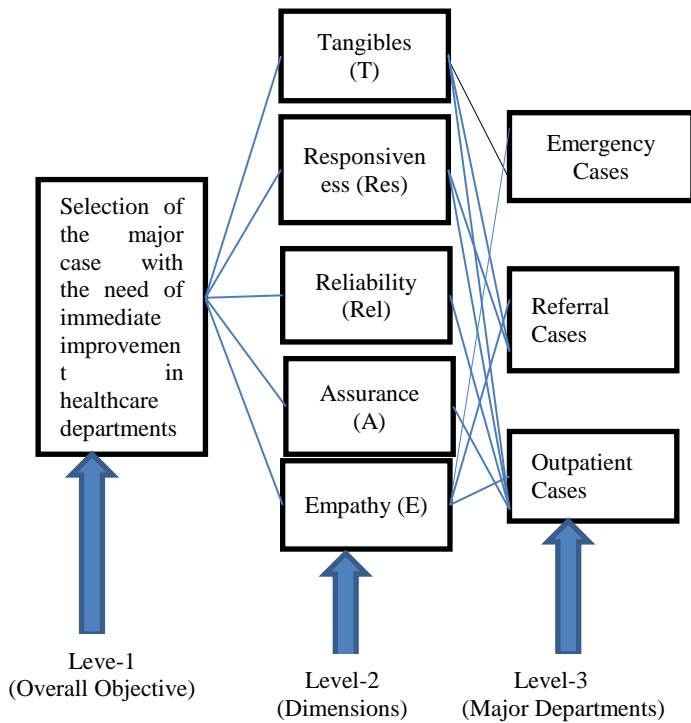 Tangibles
(T)
Responsiven
ess (Res)
Reliability
(Rel)
Assurance
(A)
Empathy (E)
Selection of
the major
case with
the need of
immediate
improvemen
t in
healthcare
departments
Emergency
Cases
Referral
Cases
Outpatient
Cases
Leve-1
(Overall Objective)
Level-2
(Dimensions)
Level-3
(Major Departments)